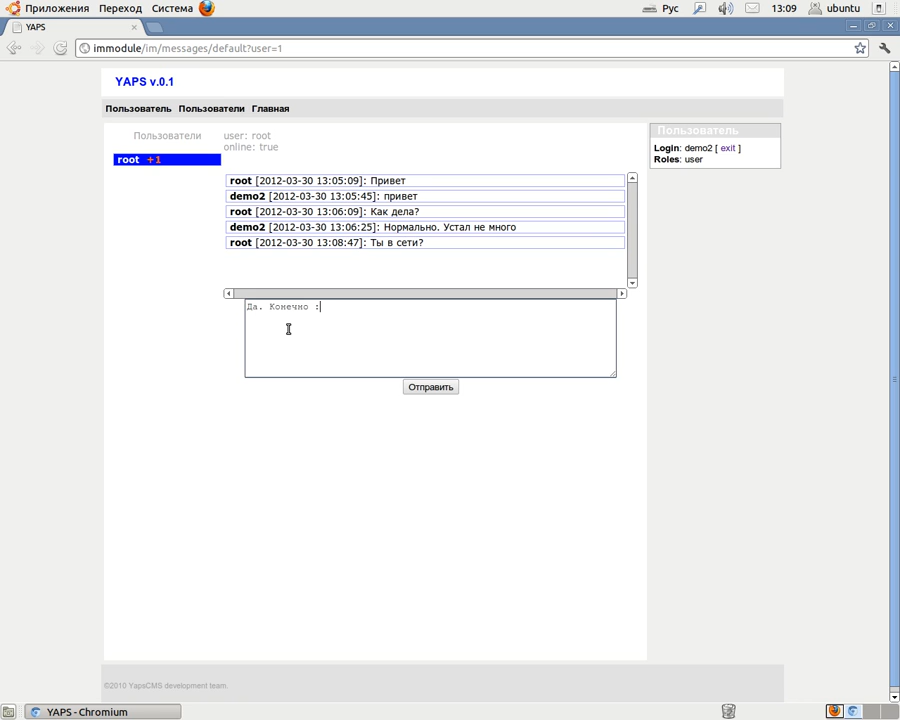 Приложения Переход Система Рус 13:09 ubuntu
YAPS
immodule/im/messages/default?user=1
YAPS v.0.1
Пользователь Пользователи Главная
Пользователи
root +1
user: root
online: true
root [2012-03-30 13:05:09]: Привет
demo2 [2012-03-30 13:05:45]: привет
root [2012-03-30 13:06:09]: Как дела?
demo2 [2012-03-30 13:06:25]: Нормально. Устал не много
root [2012-03-30 13:08:47]: Ты в сети?
Да. Конечно :
Отправить
Пользователь
Login: demo2 [ exit ]
Roles: user
©2010 YapsCMS development team.
YAPS - Chromium